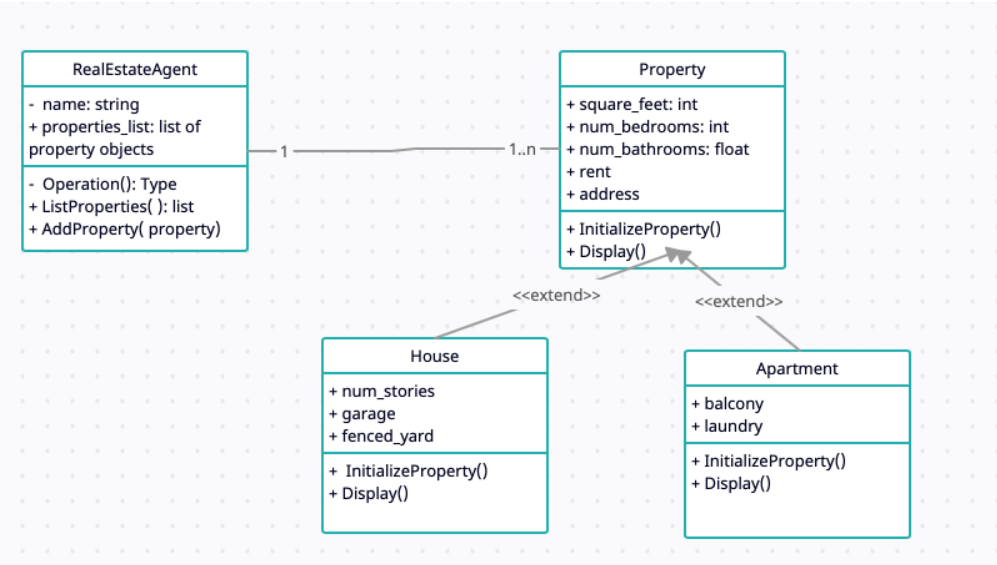 RealEstateAgent
- name: string
+ properties_list: list of
property objects
- Operation(): Type
+ ListProperties( ): list
+ AddProperty( property)
1
1..n
Property
+ square_feet: int
+ num_bedrooms: int
+ num_bathrooms: float
+ rent
+ address
+ InitializeProperty()
+ Display()
<<extend>>
<<extend>>
House
+ num_stories
+ garage
+ fenced_yard
+ InitializeProperty()
+ Display()
Apartment
+ balcony
+ laundry
+ InitializeProperty()
+ Display()